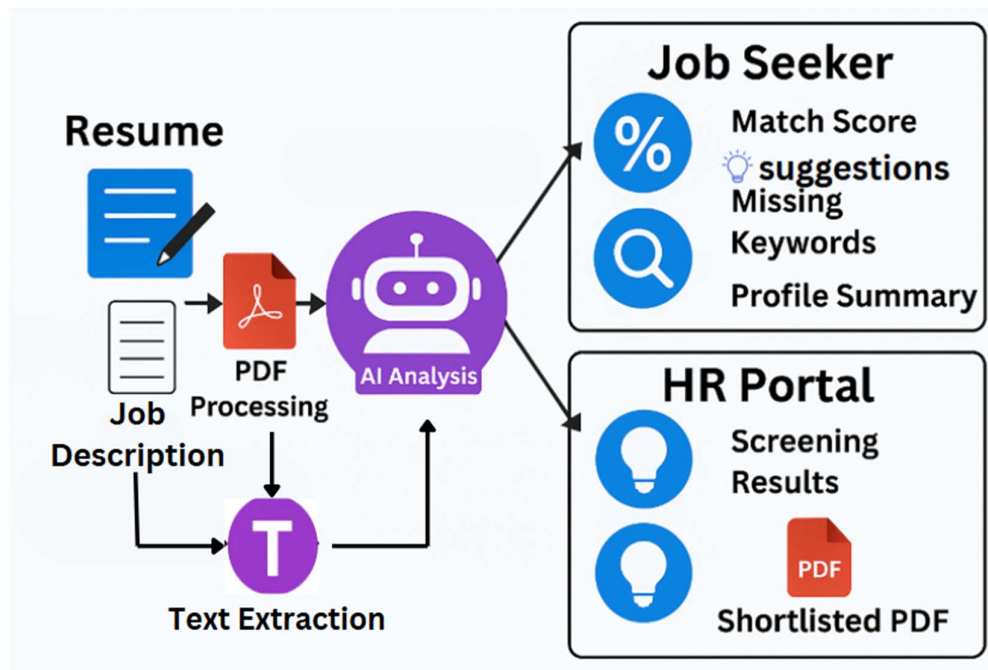 Resume
Job
Description
PDF
Processing
T
Text Extraction
AI Analysis
Job Seeker
%
Match Score
suggestions
Missing
Keywords
Profile Summary
HR Portal
Screening
Results
PDF
Shortlisted PDF